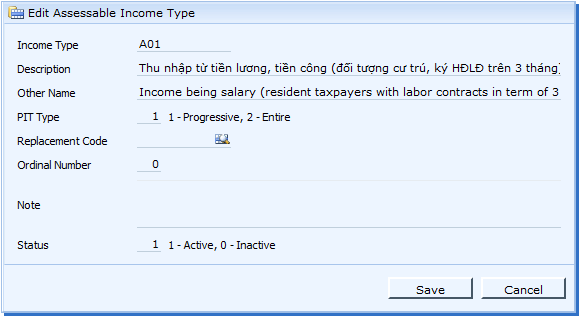 Edit Assessable Income Type
Income Type A01
Description Thu nhập từ tiền lương, tiền công (đối tượng cư trú, ký HĐLĐ trên 3 tháng)
Other Name Income being salary (resident taxpayers with labor contracts in term of 3
PIT Type 1 1 - Progressive, 2 - Entire
Replacement Code
Ordinal Number 0
Note
Status 1 1 - Active, 0 - Inactive
Save Cancel